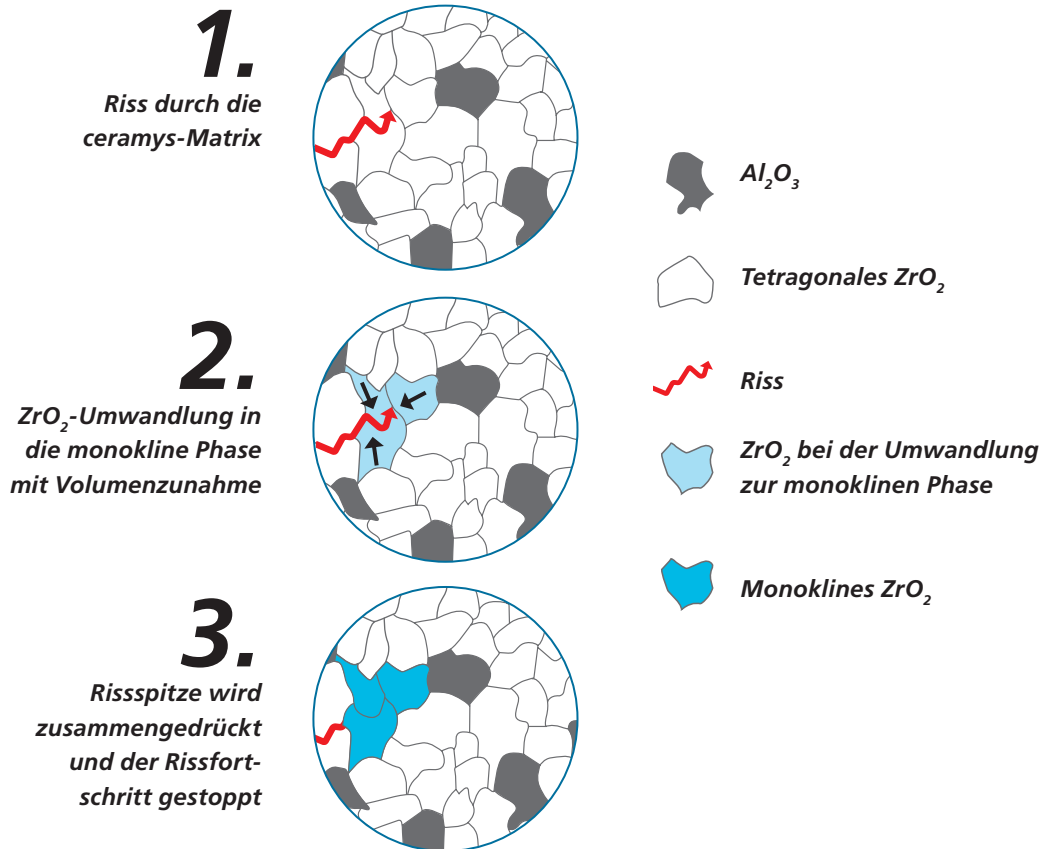 1.
Riss durch die
ceramys-Matrix
2.
ZrO₂-Umwandlung in
die monokline Phase
mit Volumenzunahme
3.
Rissspitze wird
zusammengedrückt
und der Rissfort-
schritt gestoppt
Al₂O₃
Tetragonales ZrO₂
Riss
ZrO₂ bei der Umwandlung
zur monoklinen Phase
Monoklines ZrO₂